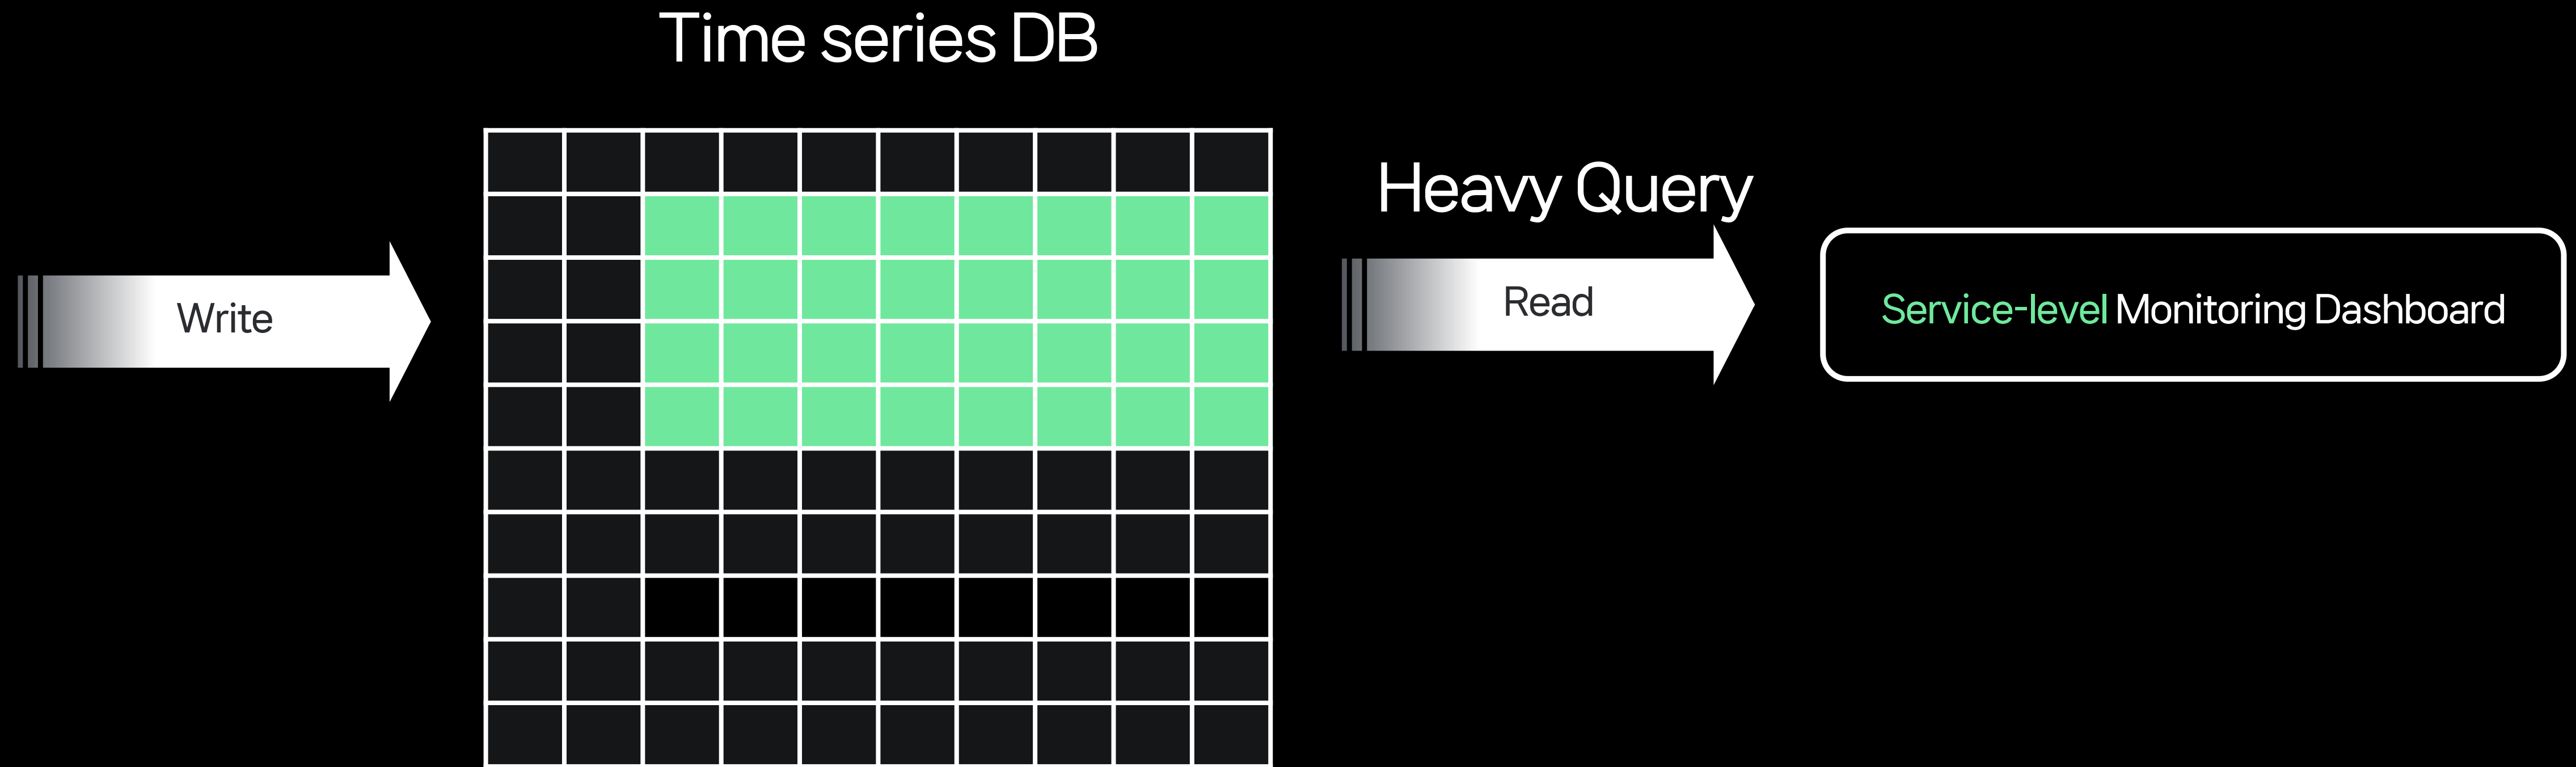 Time series DB
Write
Heavy Query
Read
Service-level Monitoring Dashboard